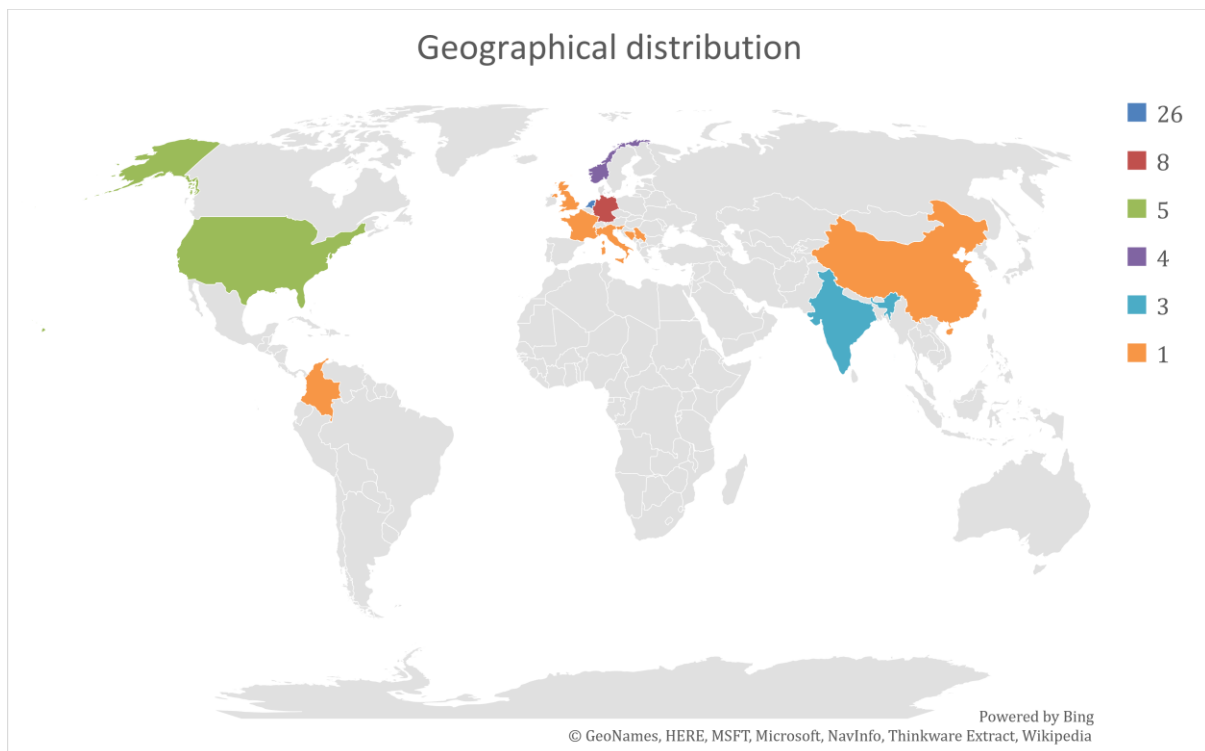 Geographical distribution
26
8
5
4
3
1
Powered by Bing
© GeoNames, HERE, MSFT, Microsoft, NavInfo, Thinkware Extract, Wikipedia